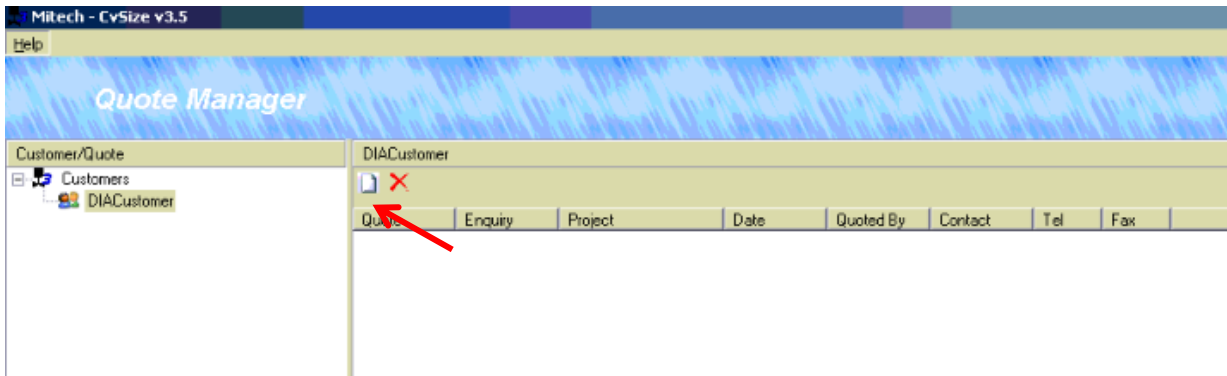 Mitech - CvSize v3.5
Help
Quote Manager
Customer/Quote
DIACustomer
Customers
DIACustomer
Enquiry
Project
Date
Quoted By
Contact
Tel
Fax